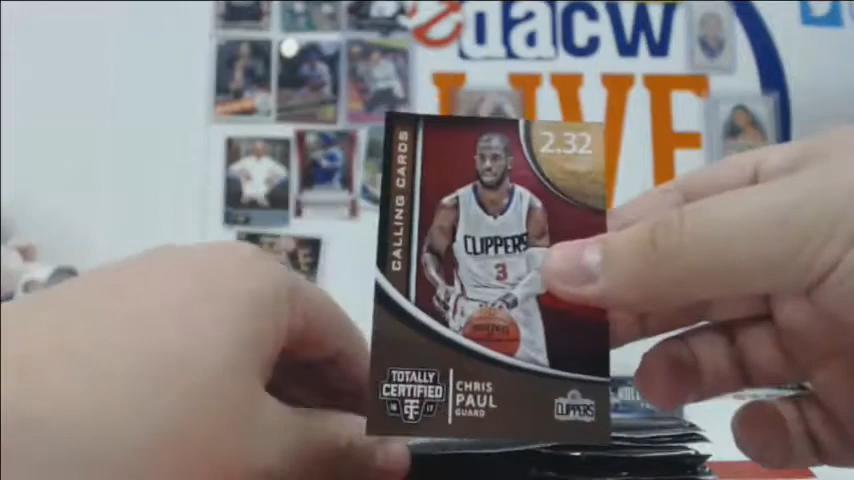 dacw
LIVE
CALLING CARDS
2.32
CLIPPERS
3
TOTALLY
CERTIFIED
CHRIS
PAUL
GUARD
CLIPPERS